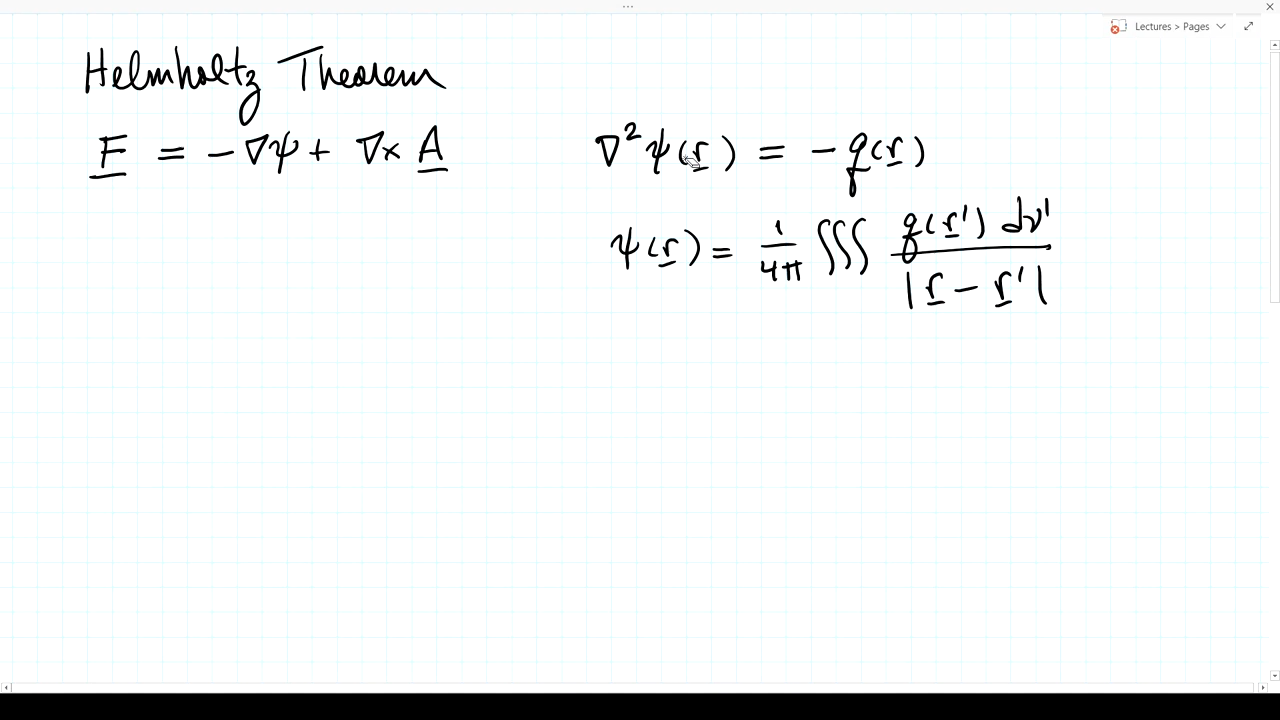 ...
Lectures > Pages
Helmholtz Theorem
F = - ∇ψ + ∇× A
∇²ψ(r) = - q(r)
ψ(r) = 1/4π ∭ q(r') dv' / |r - r'|